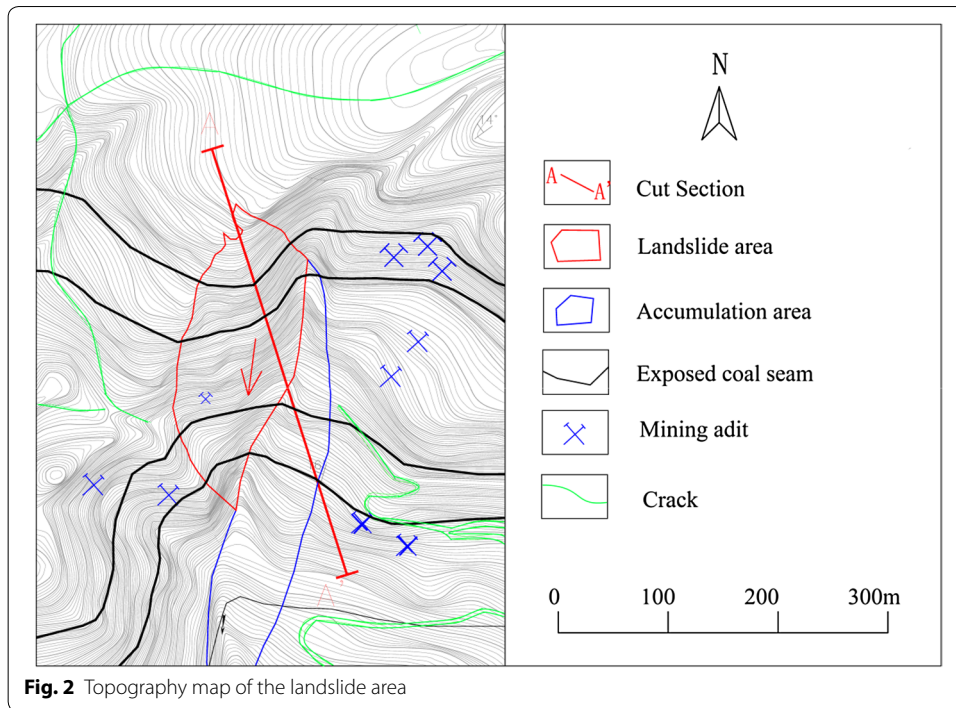 A
14°
A'
N
A
A'
Cut Section
Landslide area
Accumulation area
Exposed coal seam
Mining adit
Crack
0 100 200 300m
Fig. 2 Topography map of the landslide area